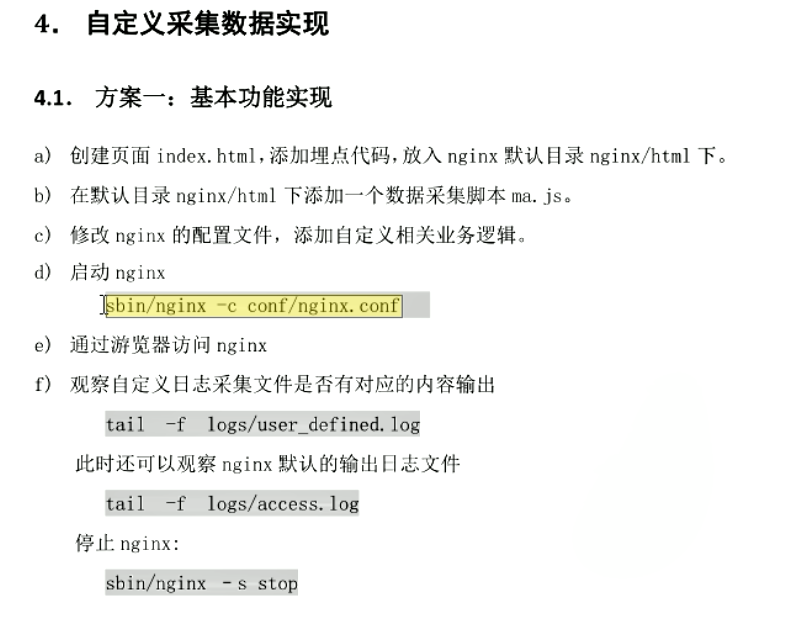 4. 自定义采集数据实现
4.1. 方案一：基本功能实现
a) 创建页面 index.html，添加埋点代码，放入 nginx 默认目录 nginx/html 下。
b) 在默认目录 nginx/html 下添加一个数据采集脚本 ma.js。
c) 修改 nginx 的配置文件，添加自定义相关业务逻辑。
d) 启动 nginx
sbin/nginx -c conf/nginx.conf
e) 通过游览器访问 nginx
f) 观察自定义日志采集文件是否有对应的内容输出
tail -f logs/user_defined.log
此时还可以观察 nginx 默认的输出日志文件
tail -f logs/access.log
停止 nginx:
sbin/nginx –s stop